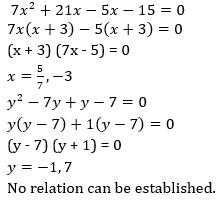 7x² + 21x − 5x − 15 = 0
7x(x + 3) − 5(x + 3) = 0
(x + 3) (7x - 5) = 0
x = 5/7, −3
y² − 7y + y − 7 = 0
y(y − 7) + 1(y − 7) = 0
(y - 7) (y + 1) = 0
y = −1, 7
No relation can be established.